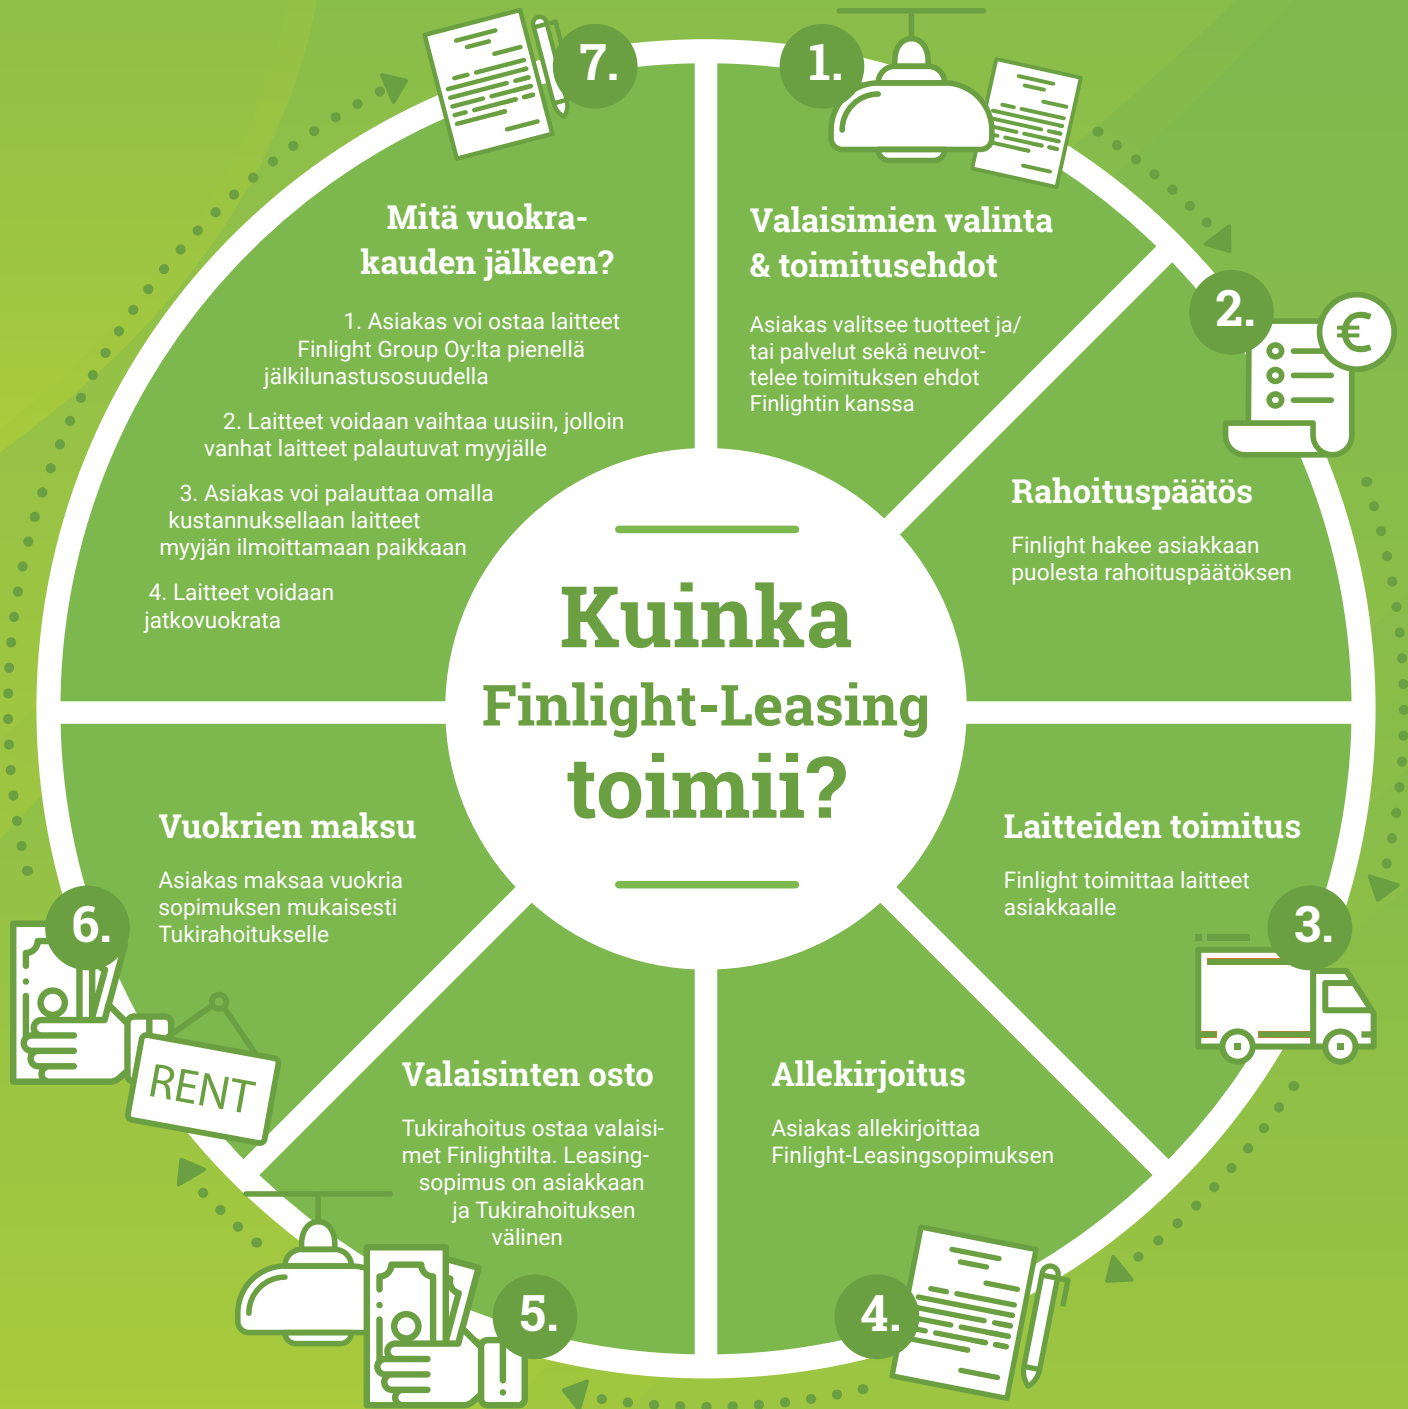 Kuinka
Finlight-Leasing
toimii?
1.
Valaisimien valinta
& toimitusehdot
Asiakas valitsee tuotteet ja/
tai palvelut sekä neuvot-
telee toimituksen ehdot
Finlightin kanssa
2.
€
Rahoituspäätös
Finlight hakee asiakkaan
puolesta rahoituspäätöksen
3.
Laitteiden toimitus
Finlight toimittaa laitteet
asiakkaalle
4.
Allekirjoitus
Asiakas allekirjoittaa
Finlight-Leasingsopimuksen
5.
Valaisinten osto
Tukirahoitus ostaa valaisi-
met Finlightilta. Leasing-
sopimus on asiakkaan
ja Tukirahoituksen
välinen
6.
Vuokrien maksu
Asiakas maksaa vuokria
sopimuksen mukaisesti
Tukirahoitukselle
RENT
7.
Mitä vuokra-
kauden jälkeen?
1. Asiakas voi ostaa laitteet
Finlight Group Oy:lta pienellä
jälkilunastusosuudella
2. Laitteet voidaan vaihtaa uusiin, jolloin
vanhat laitteet palautuvat myyjälle
3. Asiakas voi palauttaa omalla
kustannuksellaan laitteet
myyjän ilmoittamaan paikkaan
4. Laitteet voidaan
jatkovuokrata